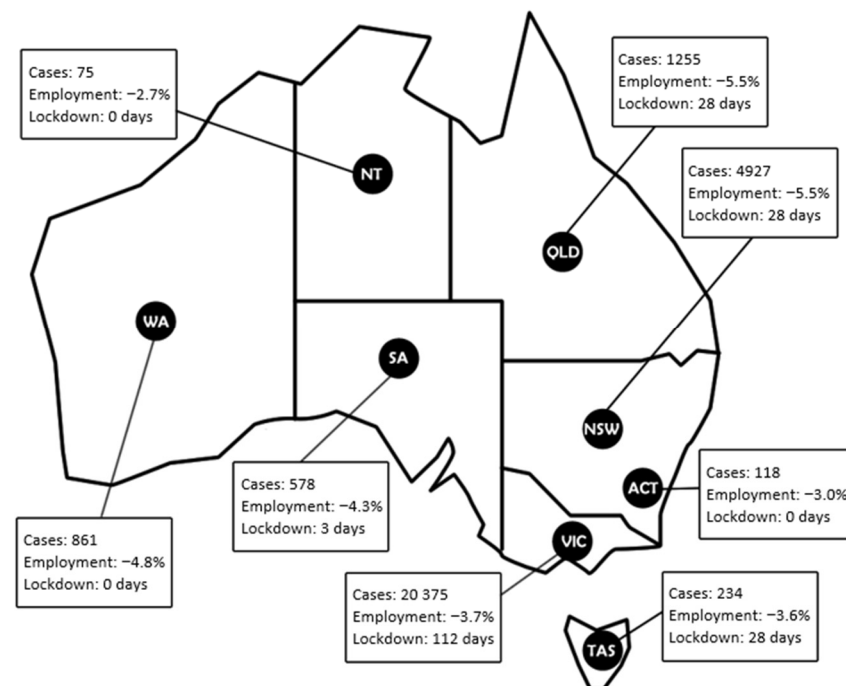 Cases: 75
Employment: −2.7%
Lockdown: 0 days
Cases: 1255
Employment: −5.5%
Lockdown: 28 days
Cases: 4927
Employment: −5.5%
Lockdown: 28 days
NT
QLD
WA
SA
NSW
Cases: 118
Employment: −3.0%
Lockdown: 0 days
ACT
Cases: 578
Employment: −4.3%
Lockdown: 3 days
Cases: 861
Employment: −4.8%
Lockdown: 0 days
VIC
Cases: 20 375
Employment: −3.7%
Lockdown: 112 days
Cases: 234
Employment: −3.6%
Lockdown: 28 days
TAS